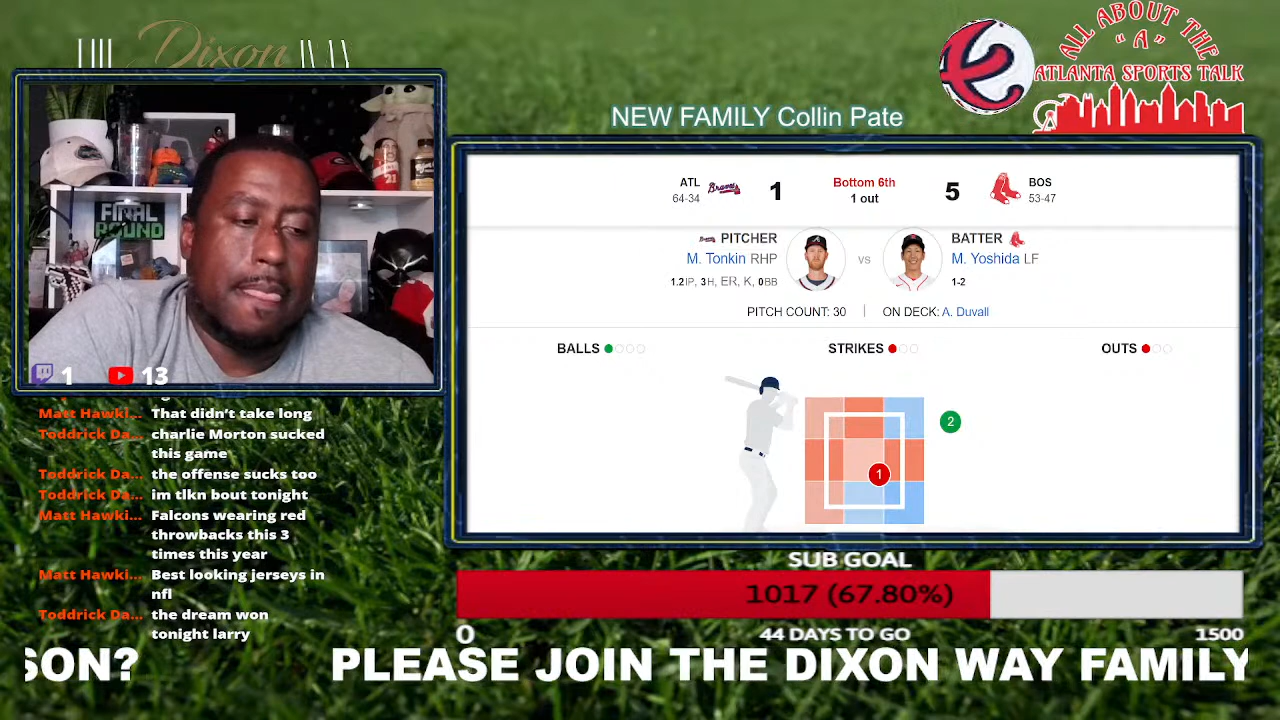 Dixon
ALL ABOUT THE
"A"
ATLANTA SPORTS TALK
NEW FAMILY Collin Pate
FINAL
ROUND
ATL
64-34
Braves
1
Bottom 6th
1 out
5
BOS
53-47
PITCHER
M. Tonkin RHP
1.2IP, 3H, ER, K, 0BB
vs
BATTER
M. Yoshida LF
1-2
PITCH COUNT: 30 | ON DECK: A. Duvall
BALLS
STRIKES
OUTS
2
1
1
13
Matt Hawki... That didn't take long
Toddrick Da... charlie Morton sucked
this game
Toddrick Da... the offense sucks too
Toddrick Da... im tlkn bout tonight
Matt Hawki... Falcons wearing red
throwbacks this 3
times this year
Matt Hawki... Best looking jerseys in
nfl
Toddrick Da... the dream won
tonight larry
SUB GOAL
1017 (67.80%)
0
44 DAYS TO GO
1500
SON? PLEASE JOIN THE DIXON WAY FAMILY